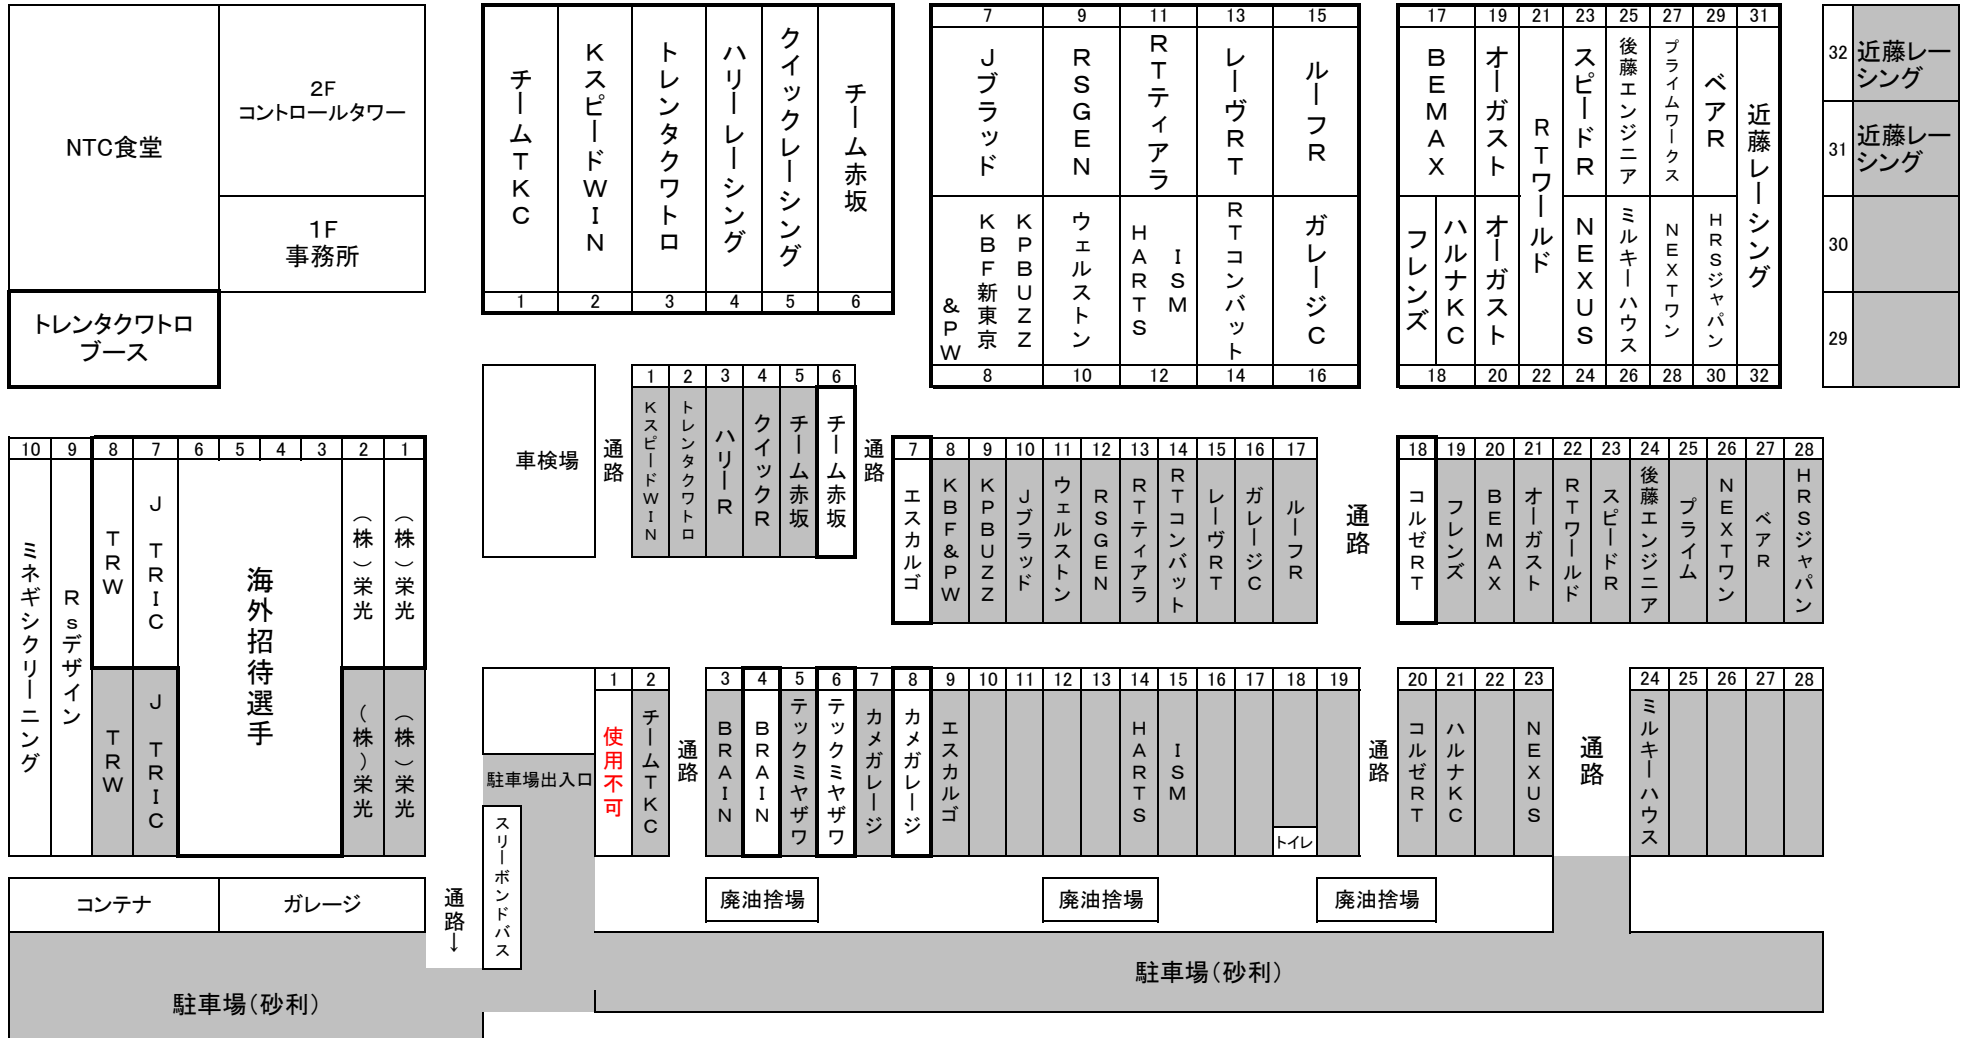 NTC食堂
2F
コントロールタワー
1F
事務所
トレンタクワトロ
ブース
チームTKC
KスピードWIN
トレンタクワトロ
ハリーレーシング
クイックレーシング
チーム赤坂
1 2 3 4 5 6
7 9 11 13 15
Jブラッド
RSGEN
RTティアラ
レーヴRT
ルーフR
KPBUZZ
KBF新東京
&PW
ウェルストン
ISM
HARTS
RTコンバット
ガレージC
8 10 12 14 16
17 19 21 23 25 27 29 31
BEMAX
オーガスト
RTワールド
スピードR
後藤エンジニア
プライムワークス
ベアR
近藤レーシング
フレンズ
ハルナKC
オーガスト
NEXUS
ミルキーハウス
NEXTワン
HRSジャパン
18 20 22 24 26 28 30 32
32 近藤レー
シング
31 近藤レー
シング
30
29
車検場
通路
1 2 3 4 5 6
KスピードWIN
トレンタクワトロ
ハリーR
クイックR
チーム赤坂
チーム赤坂
通路
7 8 9 10 11 12 13 14 15 16 17
エスカルゴ
KBF&PW
KPBUZZ
Jブラッド
ウェルストン
RSGEN
RTティアラ
RTコンバット
レーヴRT
ガレージC
ルーフR
通路
18 19 20 21 22 23 24 25 26 27 28
コルゼRT
フレンズ
BEMAX
オーガスト
RTワールド
スピードR
後藤エンジニア
プライム
NEXTワン
ベアR
HRSジャパン
10 9 8 7 6 5 4 3 2 1
ミネギシクリーニング
Rsデザイン
TRW
J TRIC
海外招待選手
(株)栄光
(株)栄光
TRW
J TRIC
(株)栄光
(株)栄光
1 2
使用不可
チームTKC
通路
3 4 5 6 7 8 9 10 11 12 13 14 15 16 17 18 19
BRAIN
BRAIN
テックミヤザワ
テックミヤザワ
カメガレージ
カメガレージ
エスカルゴ
HARTS
ISM
トイレ
通路
20 21 22 23
コルゼRT
ハルナKC
NEXUS
通路
24 25 26 27 28
ミルキーハウス
駐車場出入口
スリーボンドバス
コンテナ
ガレージ
通路→
廃油捨場
廃油捨場
廃油捨場
駐車場(砂利)
駐車場(砂利)